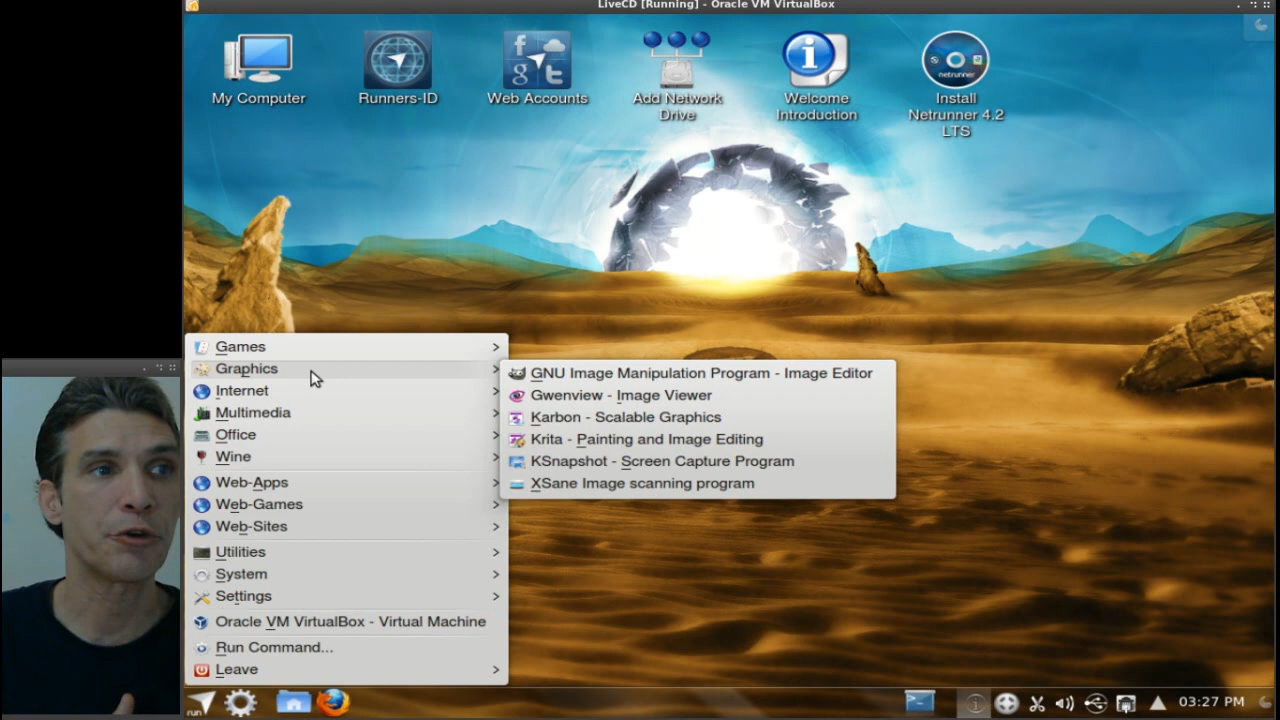 LiveCD [Running] - Oracle VM VirtualBox
My Computer
Runners-ID
Web Accounts
Add Network
Drive
Welcome
Introduction
netrunner
Install
Netrunner 4.2
LTS
Games
Graphics
Internet
Multimedia
Office
Wine
Web-Apps
Web-Games
Web-Sites
Utilities
System
Settings
Oracle VM VirtualBox - Virtual Machine
Run Command...
Leave
GNU Image Manipulation Program - Image Editor
Gwenview - Image Viewer
Karbon - Scalable Graphics
Krita - Painting and Image Editing
KSnapshot - Screen Capture Program
XSane Image scanning program
run
03:27 PM